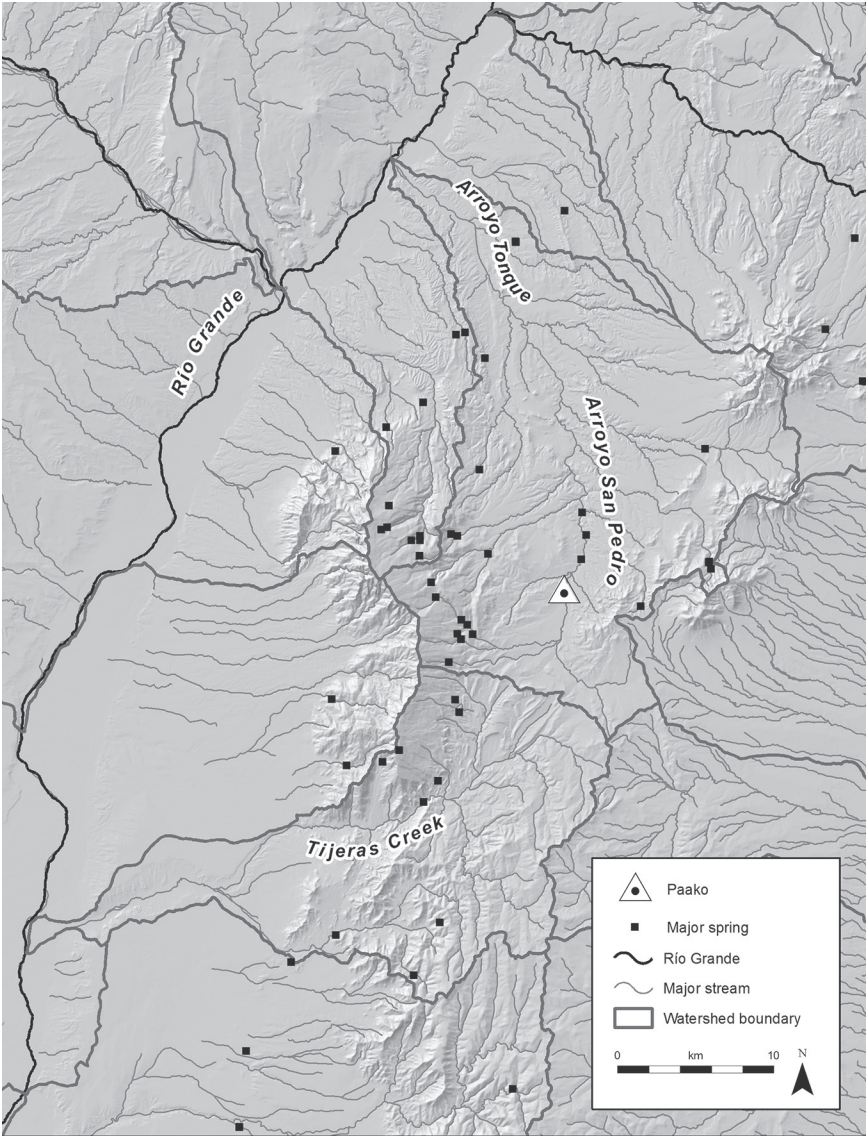 Arroyo Tonque
Río Grande
Arroyo San Pedro
Tijeras Creek
Paako
Major spring
Río Grande
Major stream
Watershed boundary
0 km 10 N